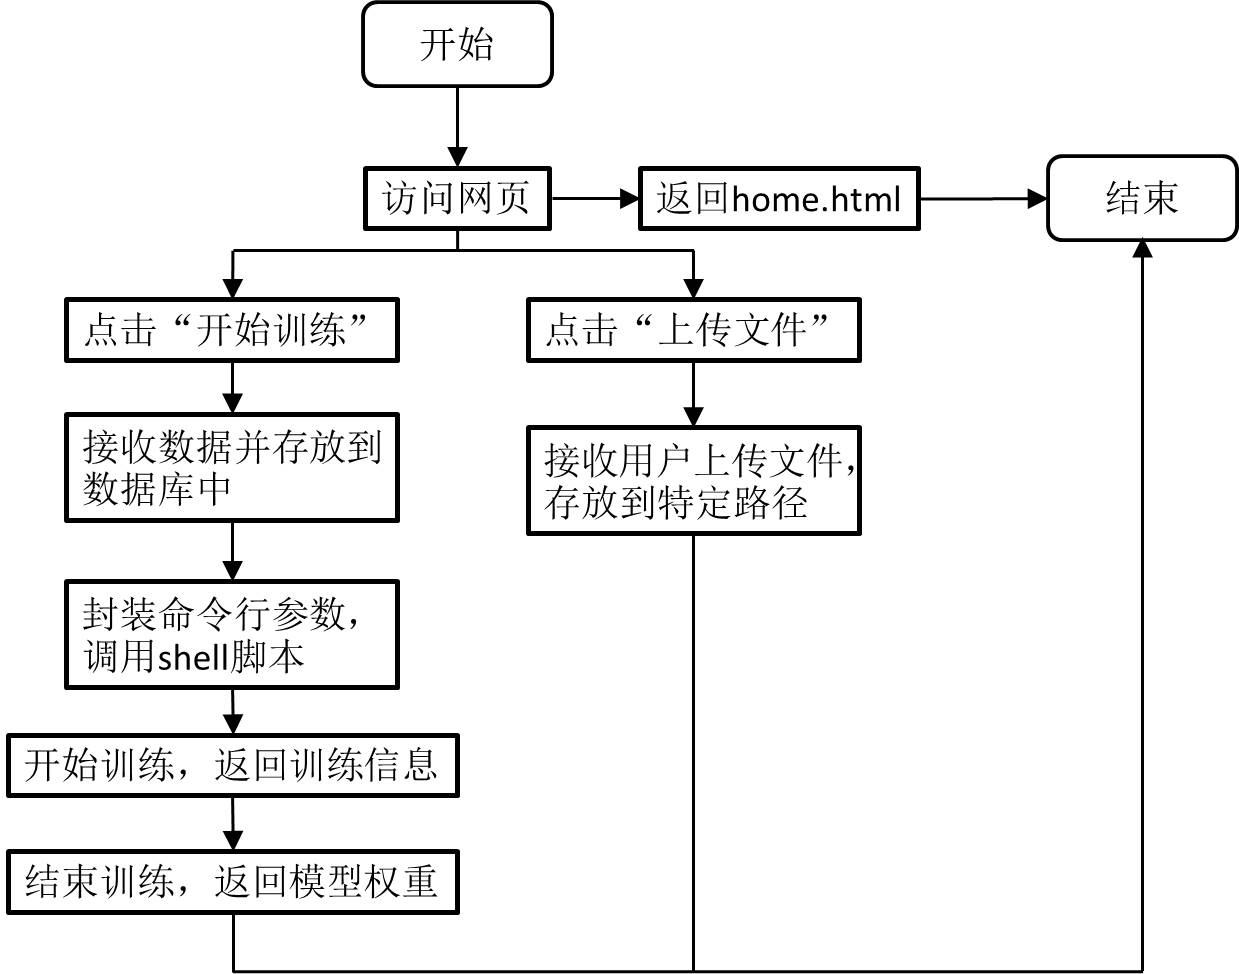 开始
访问网页
返回home.html
结束
点击“开始训练”
点击“上传文件”
接收数据并存放到
数据库中
接收用户上传文件，
存放到特定路径
封装命令行参数，
调用shell脚本
开始训练，返回训练信息
结束训练，返回模型权重